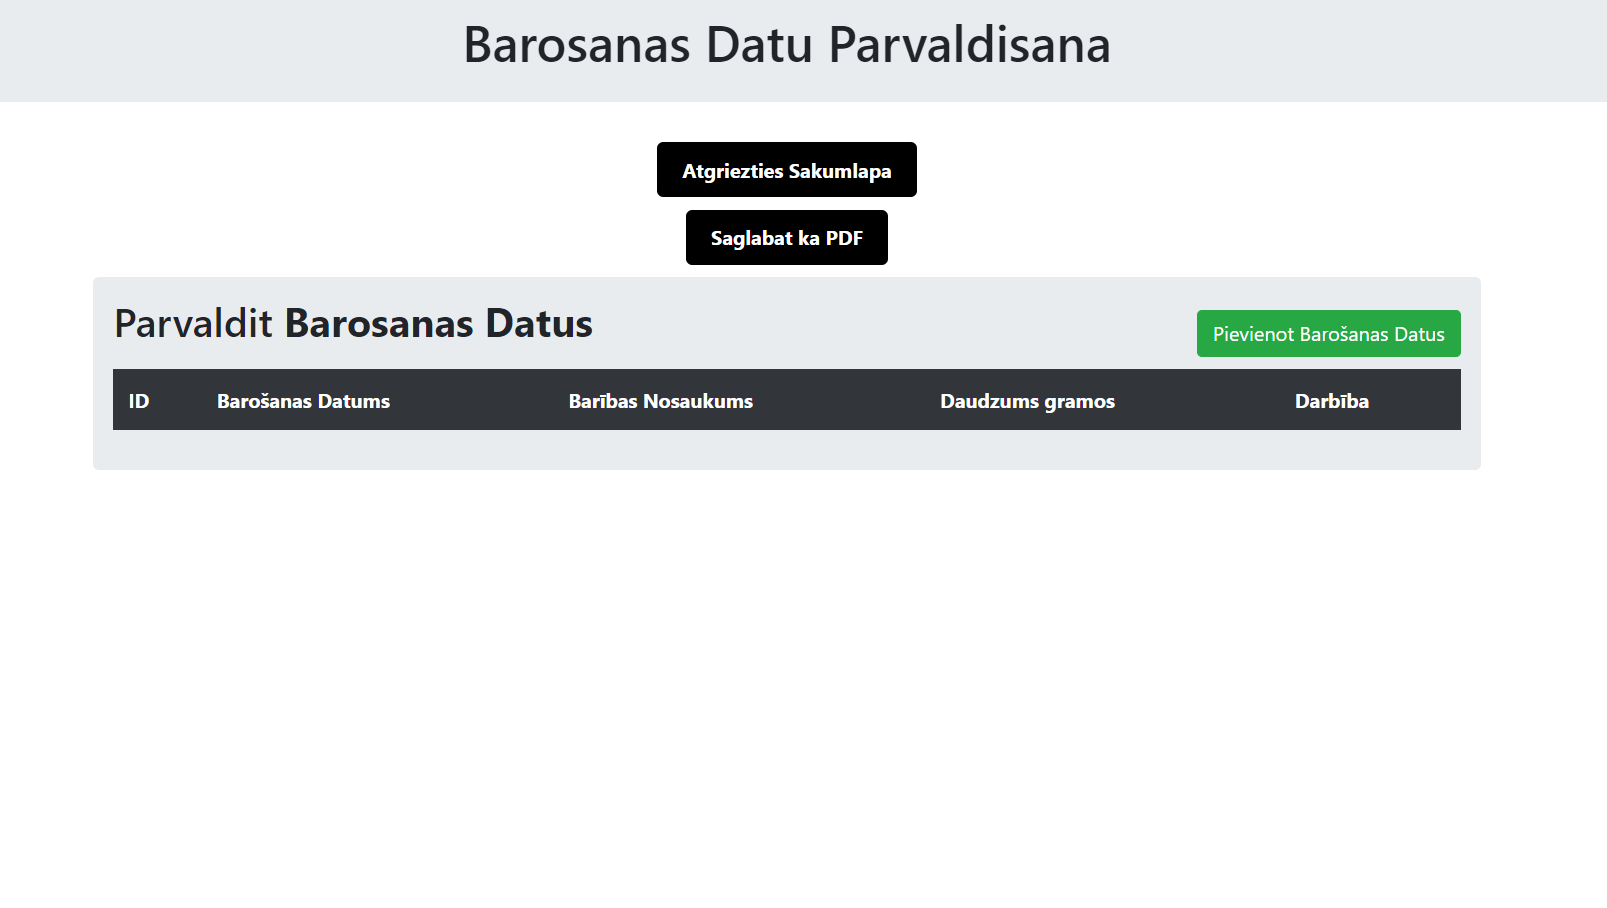 Barosanas Datu Parvaldisana
Atgriezties Sakumlapa
Saglabat ka PDF
Parvaldit Barosanas Datus
Pievienot Barošanas Datus
ID Barošanas Datums Barības Nosaukums Daudzums gramos Darbība